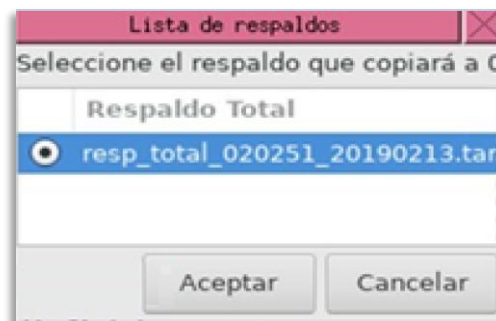 Lista de respaldos
Seleccione el respaldo que copiará a
Respaldo Total
resp_total_020251_20190213.tar
Aceptar Cancelar